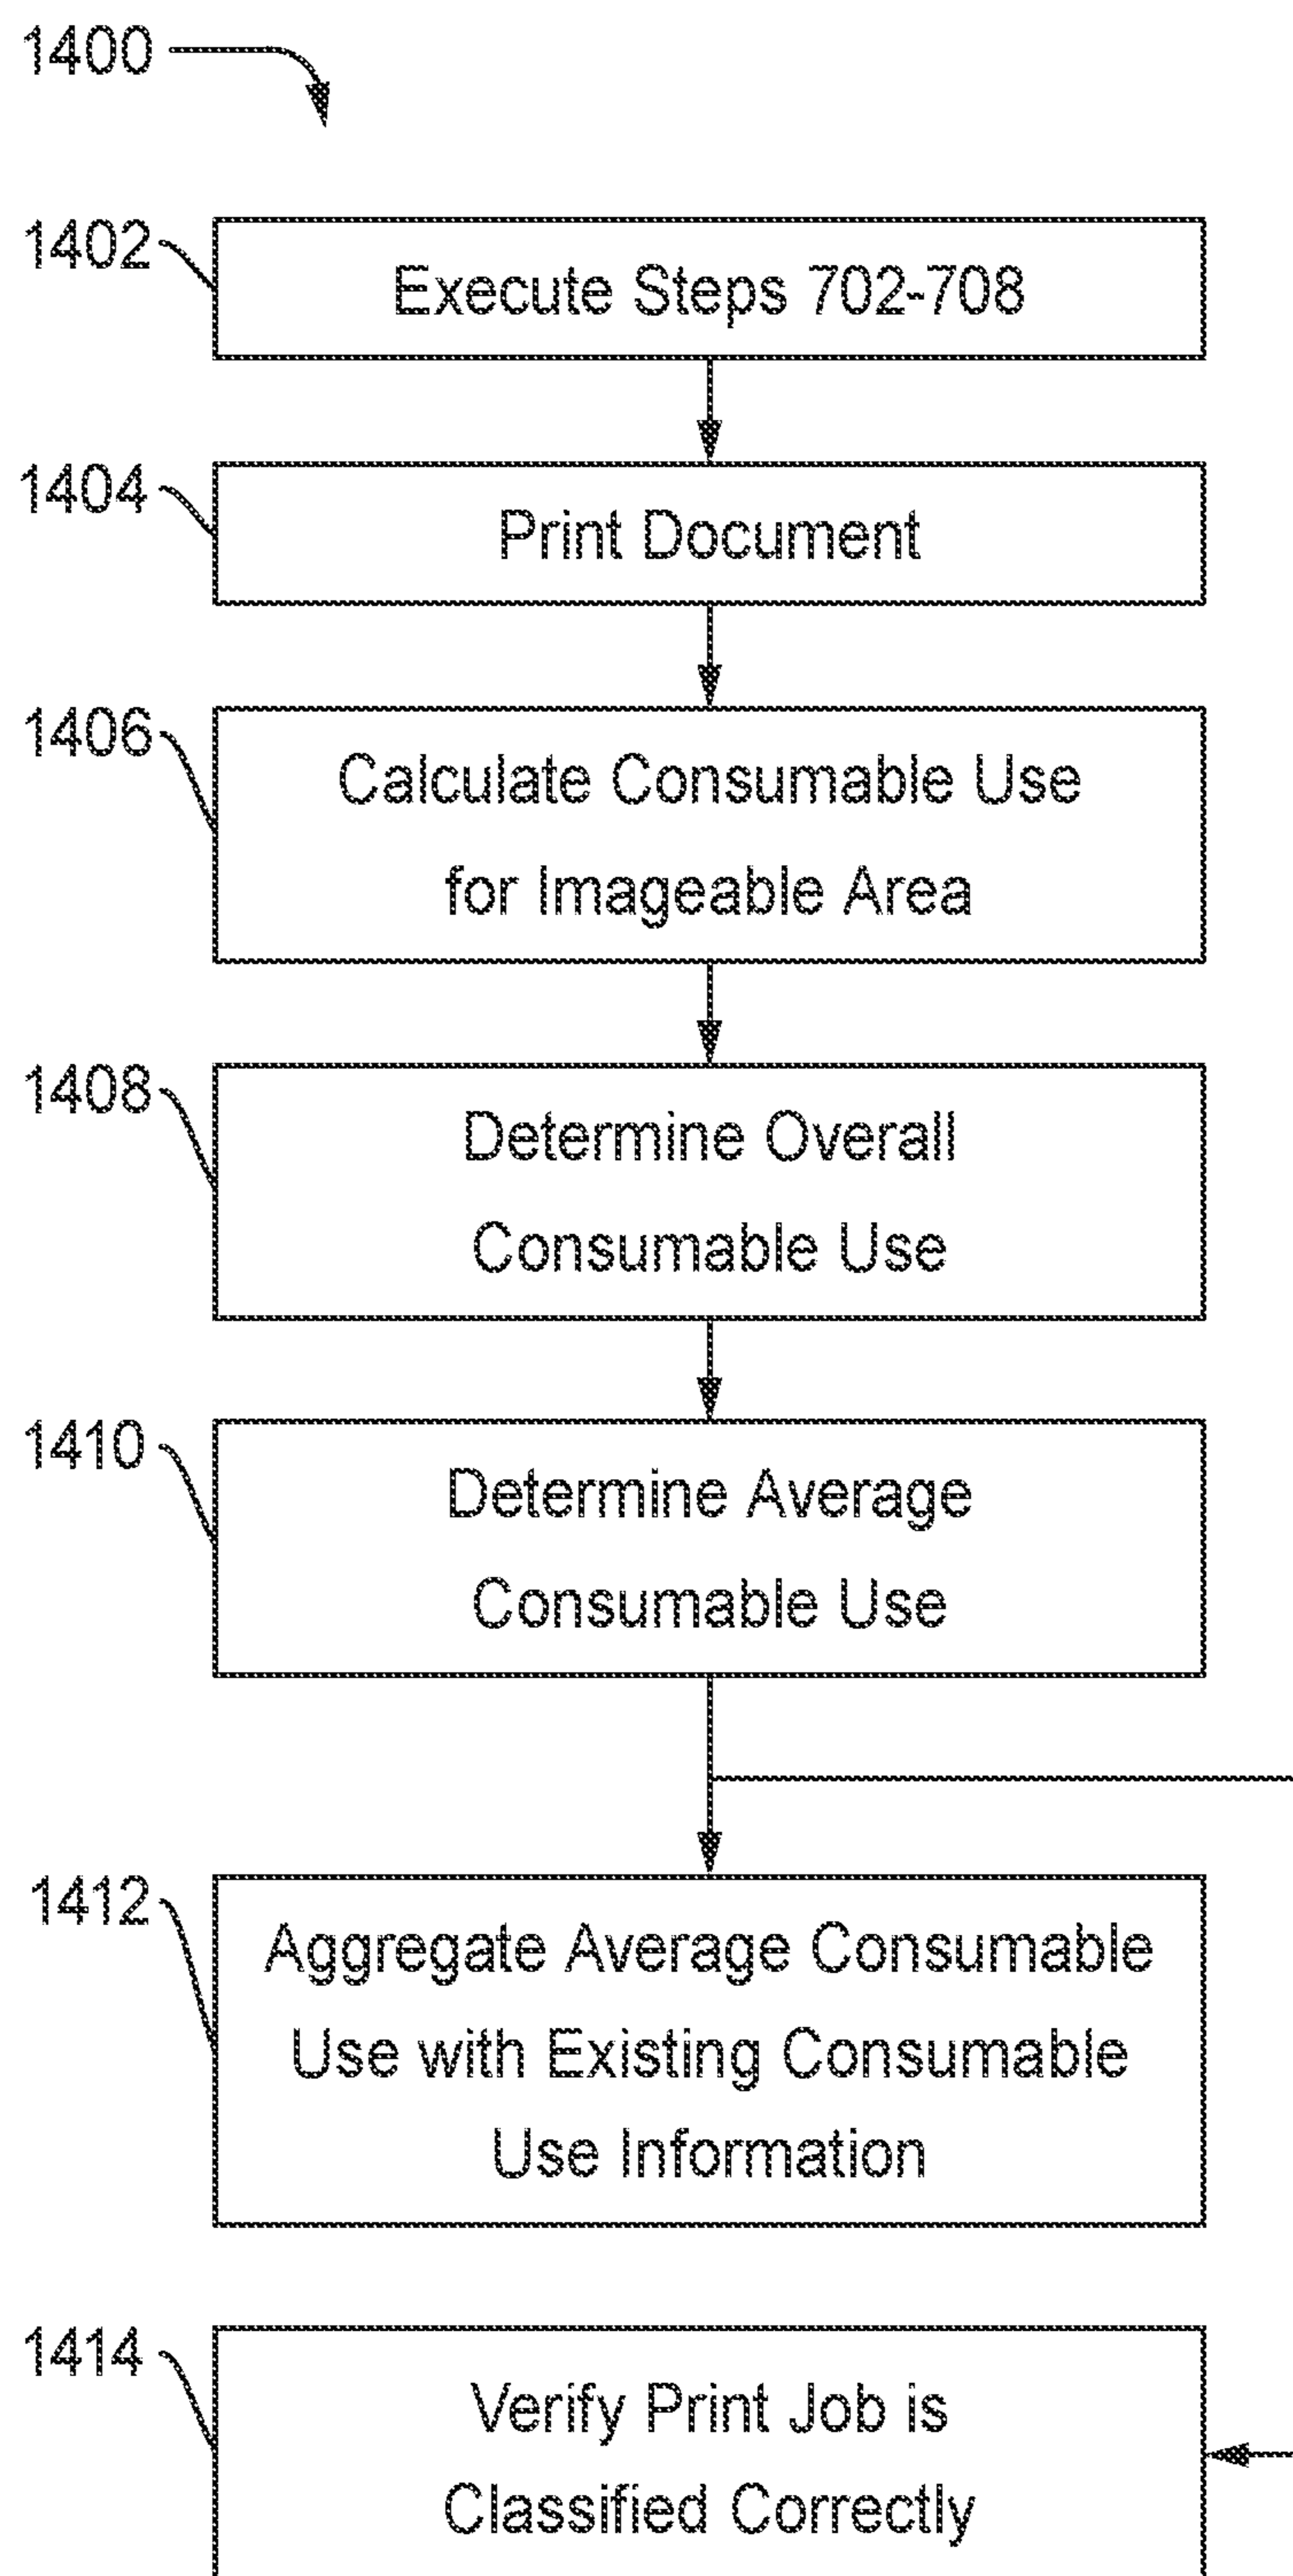 1400
1402
Execute Steps 702-708
1404
Print Document
1406
Calculate Consumable Use
for Imageable Area
1408
Determine Overall
Consumable Use
1410
Determine Average
Consumable Use
1412
Aggregate Average Consumable
Use with Existing Consumable
Use Information
1414
Verify Print Job is
Classified Correctly